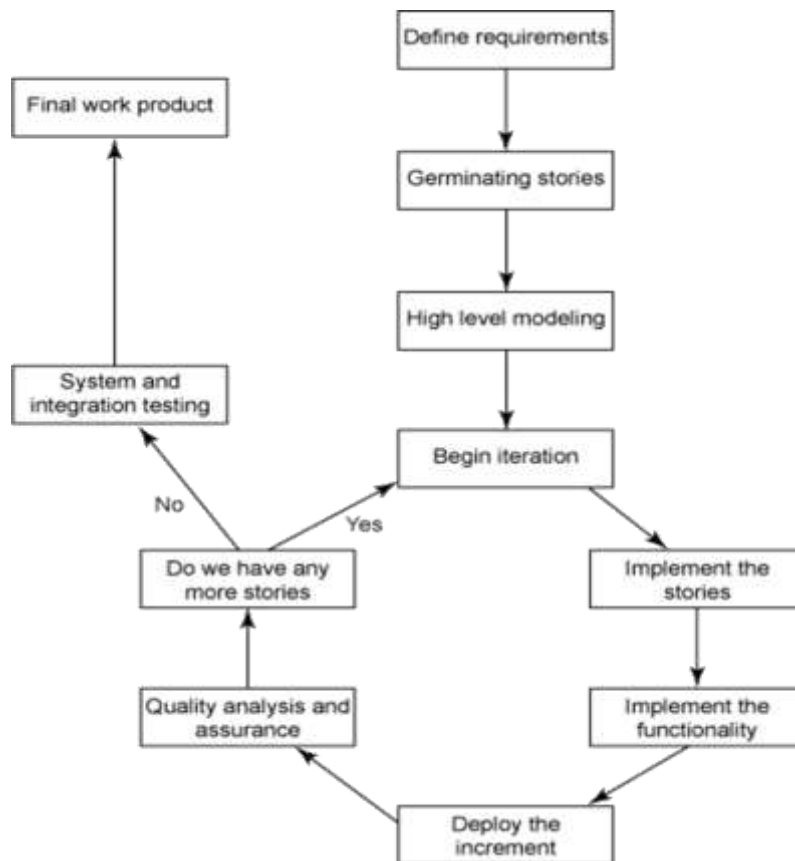 Define requirements
Final work product
Germinating stories
High level modeling
System and
integration testing
Begin iteration
No
Yes
Do we have any
more stories
Implement the
stories
Quality analysis and
assurance
Implement the
functionality
Deploy the
increment